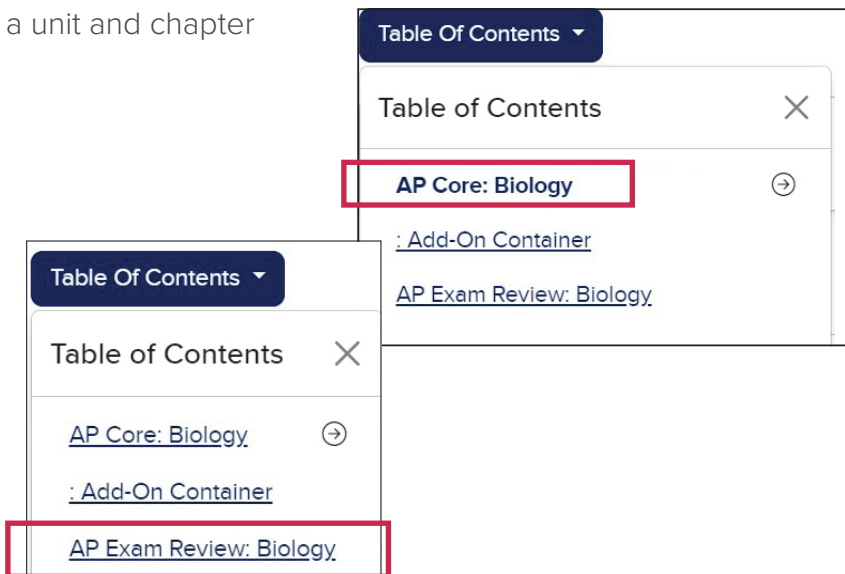 a unit and chapter
Table Of Contents
Table of Contents
AP Core: Biology
: Add-On Container
AP Exam Review: Biology
Table Of Contents
Table of Contents
AP Core: Biology
: Add-On Container
AP Exam Review: Biology